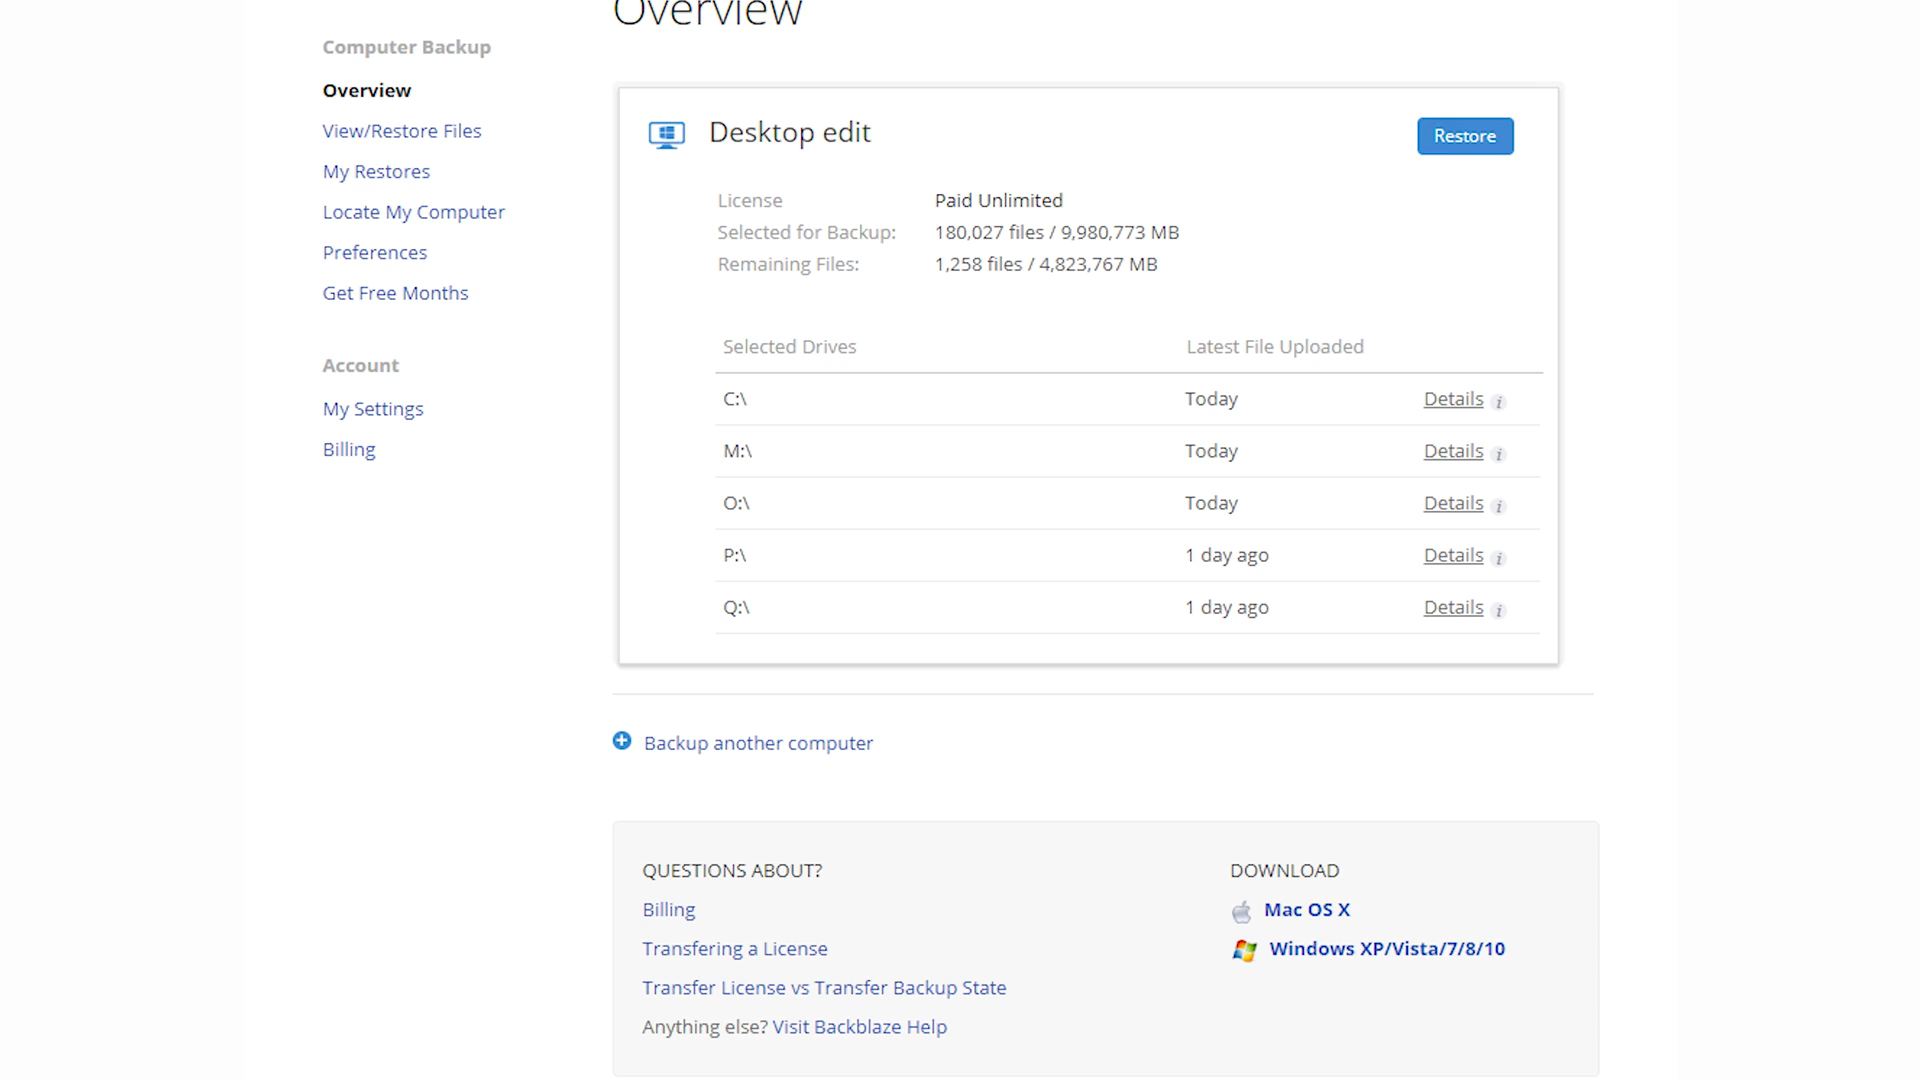 Overview
Computer Backup
Overview
View/Restore Files
My Restores
Locate My Computer
Preferences
Get Free Months
Account
My Settings
Billing
Desktop edit
Restore
License Paid Unlimited
Selected for Backup: 180,027 files / 9,980,773 MB
Remaining Files: 1,258 files / 4,823,767 MB
Selected Drives Latest File Uploaded
C:\ Today Details i
M:\ Today Details i
O:\ Today Details i
P:\ 1 day ago Details i
Q:\ 1 day ago Details i
Backup another computer
QUESTIONS ABOUT?
Billing
Transfering a License
Transfer License vs Transfer Backup State
Anything else? Visit Backblaze Help
DOWNLOAD
Mac OS X
Windows XP/Vista/7/8/10